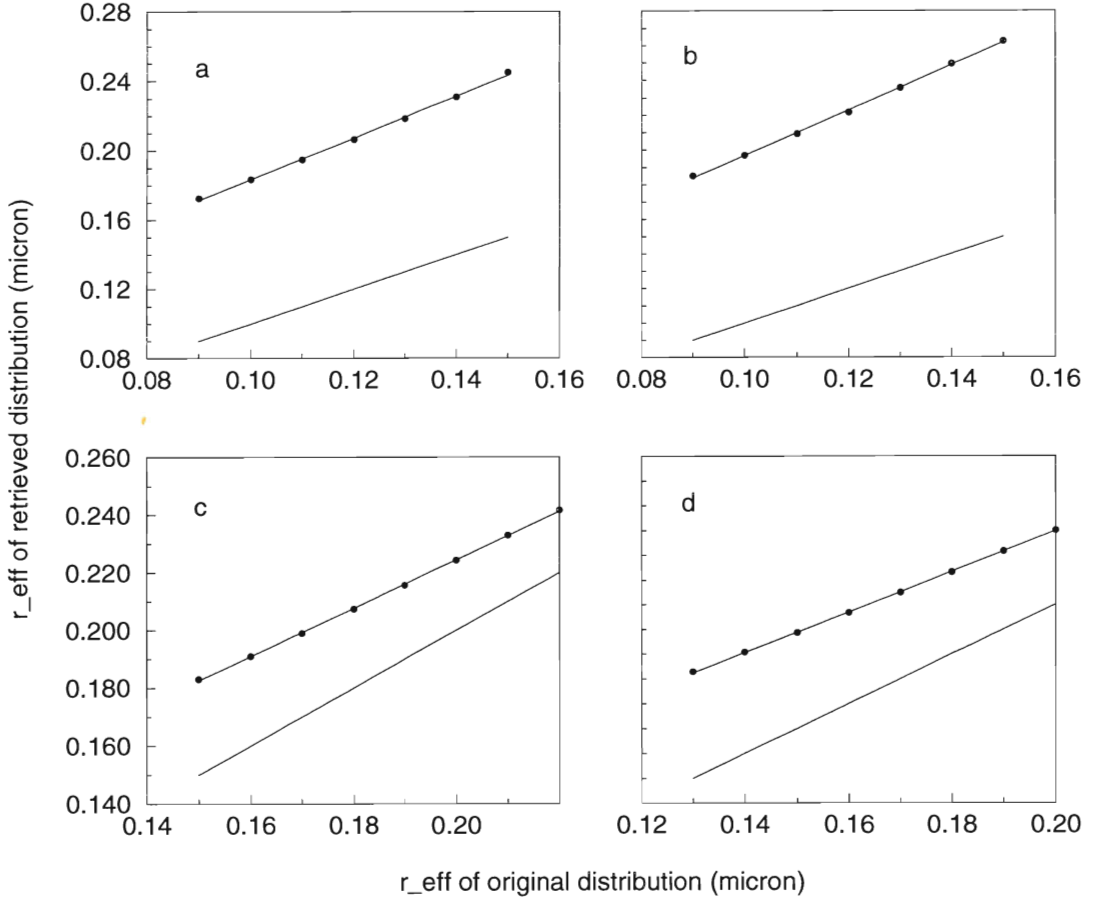 0.28
0.24
0.20
0.16
0.12
0.08
a
0.08 0.10 0.12 0.14 0.16
b
0.08 0.10 0.12 0.14 0.16
r_eff of retrieved distribution (micron)
0.260
0.240
0.220
0.200
0.180
0.160
0.140
c
0.14 0.16 0.18 0.20
d
0.12 0.14 0.16 0.18 0.20
r_eff of original distribution (micron)